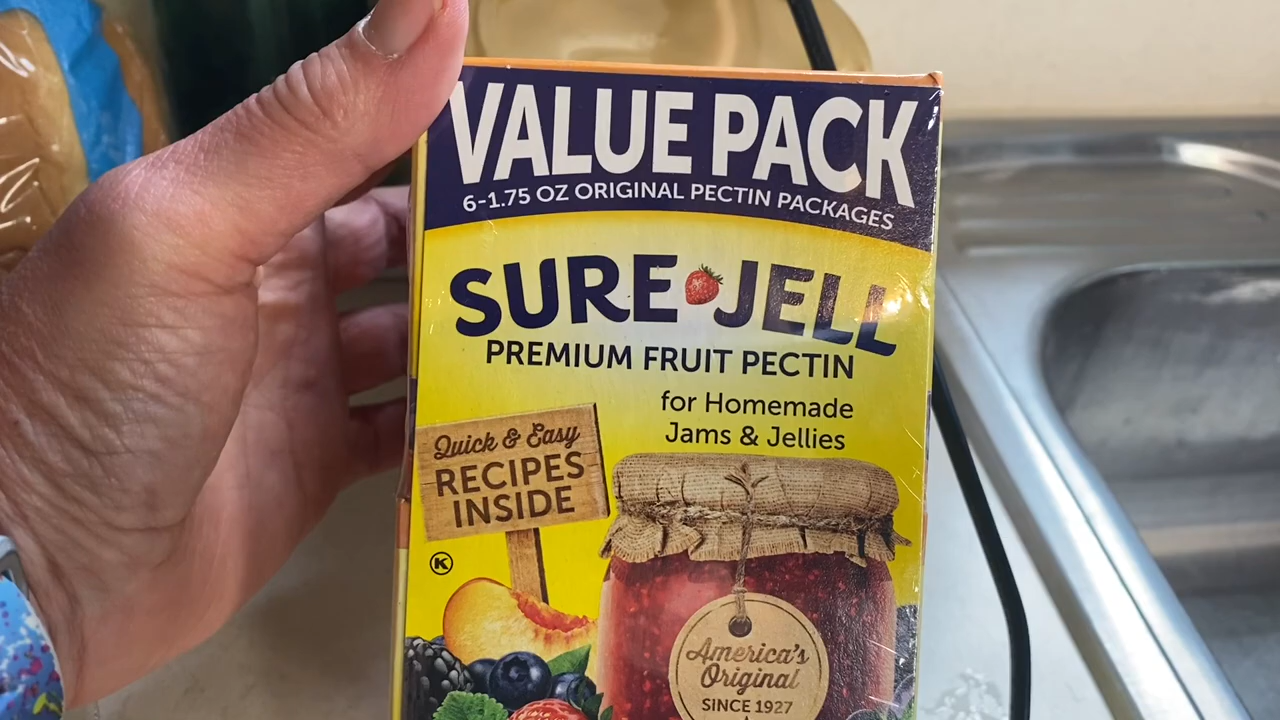 VALUE PACK
6-1.75 OZ ORIGINAL PECTIN PACKAGES
SURE JELL
PREMIUM FRUIT PECTIN
for Homemade
Jams & Jellies
Quick & Easy
RECIPES
INSIDE
K
America's
Original
SINCE 1927